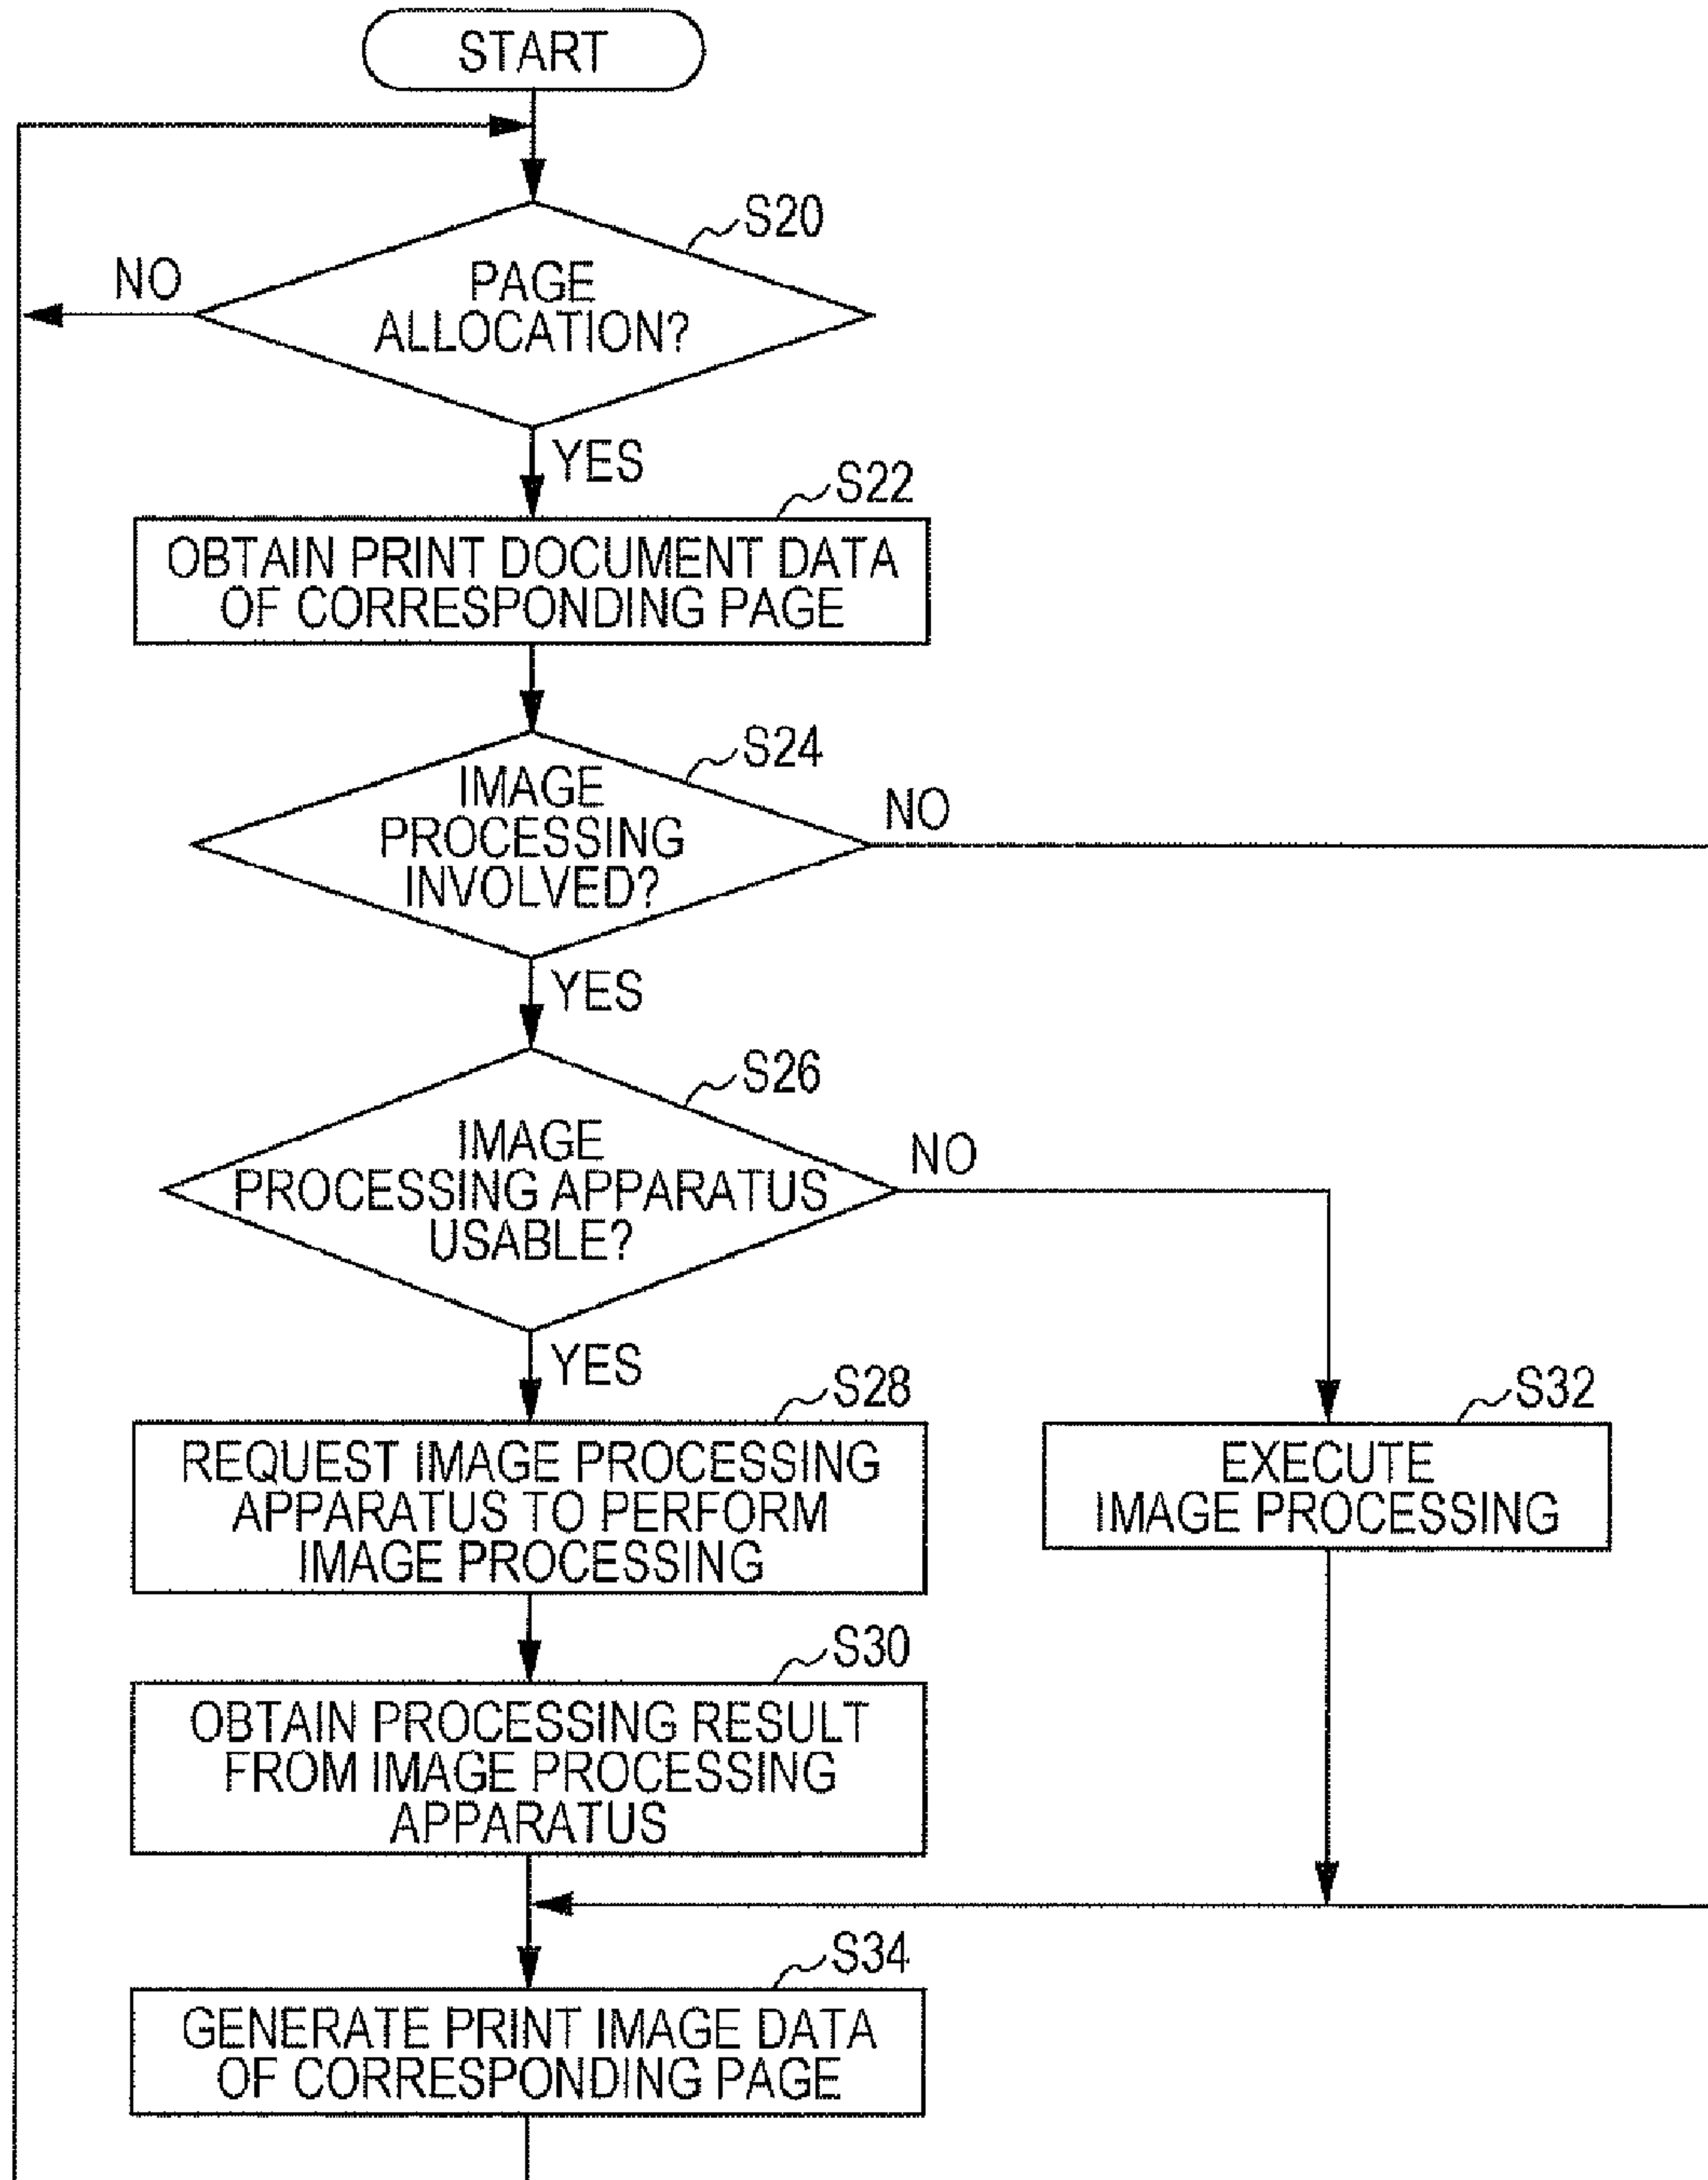 START
S20
NO
PAGE
ALLOCATION?
YES
S22
OBTAIN PRINT DOCUMENT DATA
OF CORRESPONDING PAGE
S24
IMAGE
PROCESSING
INVOLVED?
NO
YES
S26
IMAGE
PROCESSING APPARATUS
USABLE?
NO
YES
S28
REQUEST IMAGE PROCESSING
APPARATUS TO PERFORM
IMAGE PROCESSING
S32
EXECUTE
IMAGE PROCESSING
S30
OBTAIN PROCESSING RESULT
FROM IMAGE PROCESSING
APPARATUS
S34
GENERATE PRINT IMAGE DATA
OF CORRESPONDING PAGE